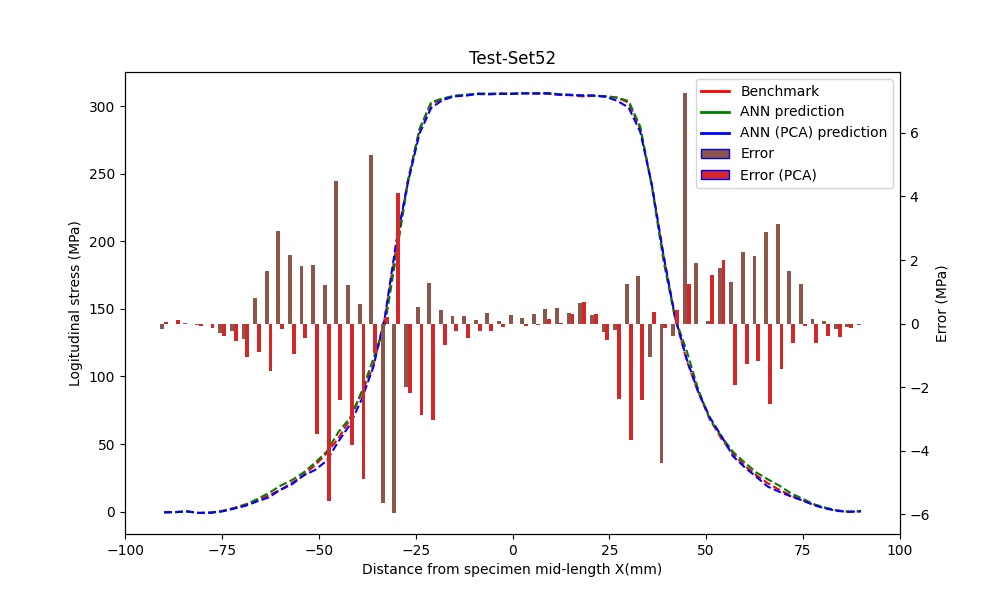 Test-Set52
Benchmark
ANN prediction
ANN (PCA) prediction
Error
Error (PCA)
Logitudinal stress (MPa)
300
250
200
150
100
50
0
6
4
2
0
−2
−4
−6
Error (MPa)
−100 −75 −50 −25 0 25 50 75 100
Distance from specimen mid-length X(mm)